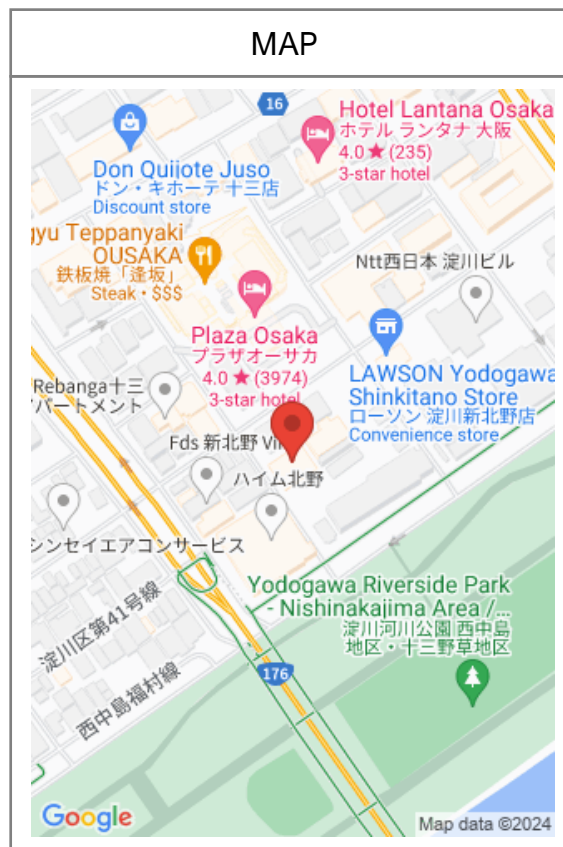 MAP
16
Hotel Lantana Osaka
ホテル ランタナ 大阪
4.0 ★ (235)
3-star hotel
Don Quijote Juso
ドン・キホーテ 十三店
Discount store
gyu Teppanyaki
OUSAKA
鉄板焼「逢坂」
Steak • $$$
Ntt西日本 淀川ビル
Plaza Osaka
プラザオーサカ
4.0 ★ (3974)
3-star hotel
LAWSON Yodogawa
Shinkitano Store
ローソン 淀川新北野店
Convenience store
Rebanga十三
パートメント
Fds 新北野 Vi
ハイム北野
シンセイエアコンサービス
Yodogawa Riverside Park
- Nishinakajima Area /...
淀川河川公園 西中島
地区・十三野草地区
淀川区第41号線
176
西中島福村線
Google
Map data ©2024